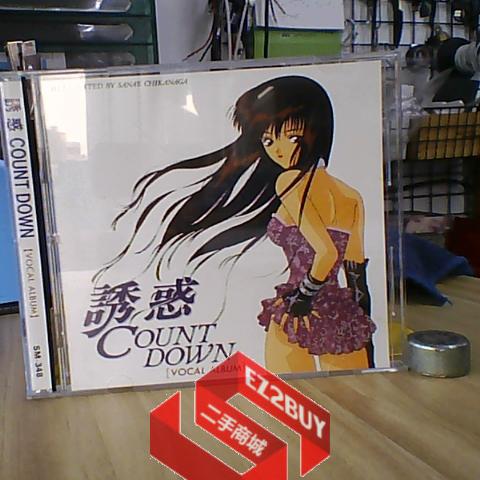 ILLUSTRATED BY SANAE CHIKANAGA
誘惑 COUNT DOWN [VOCAL ALBUM]
SM 348
誘惑
COUNT
DOWN
[VOCAL ALBUM]
EZ2BUY
二手商城